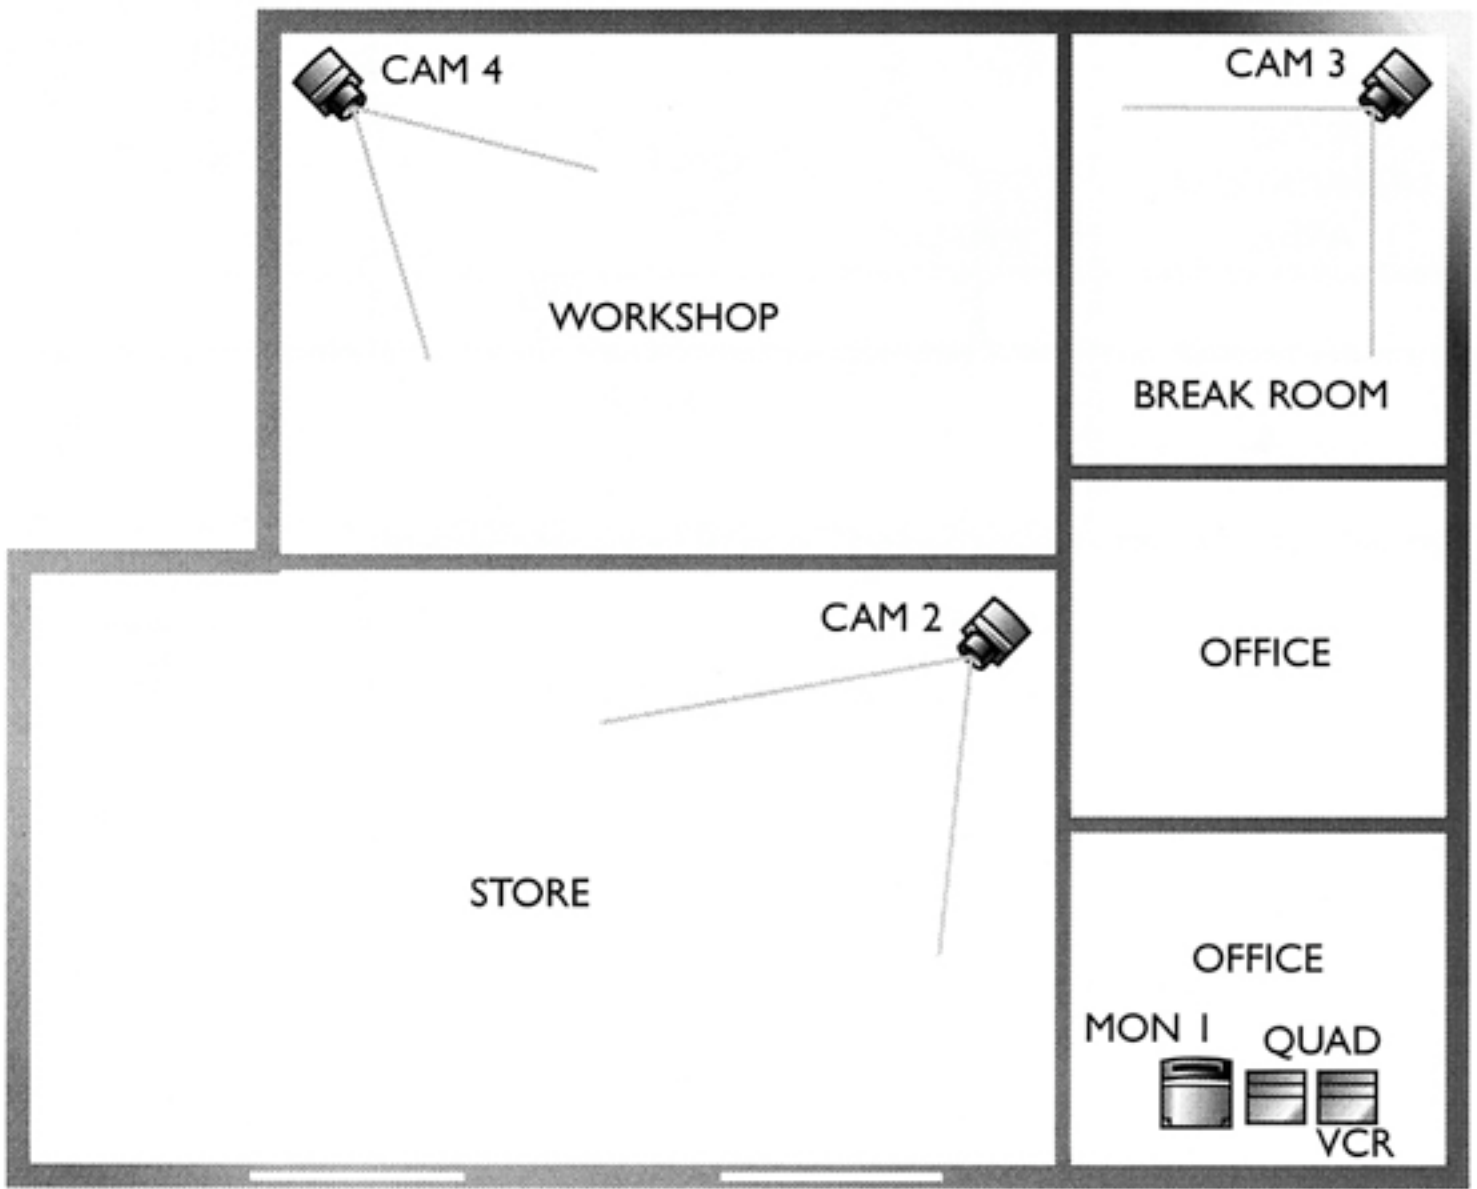 CAM 4
CAM 3
WORKSHOP
BREAK ROOM
CAM 2
OFFICE
STORE
OFFICE
MON 1
QUAD
VCR